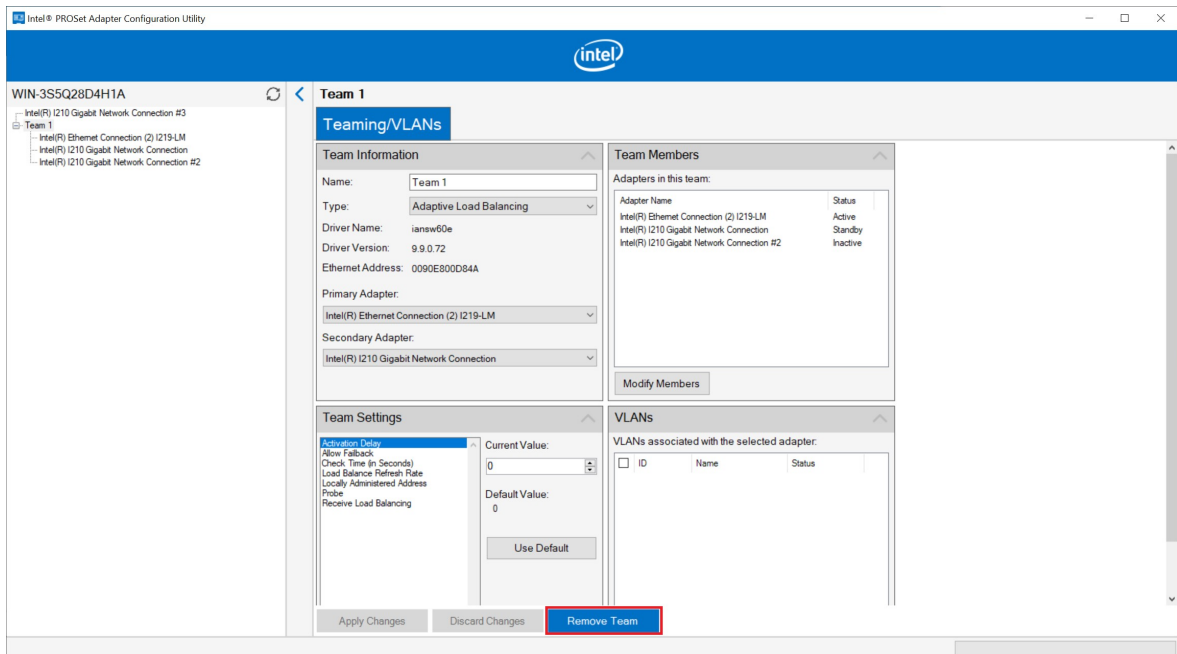 Intel® PROSet Adapter Configuration Utility
intel
WIN-3S5Q28D4H1A
Intel(R) I210 Gigabit Network Connection #3
Team 1
Intel(R) Ethernet Connection (2) I219-LM
Intel(R) I210 Gigabit Network Connection
Intel(R) I210 Gigabit Network Connection #2
Team 1
Teaming/VLANs
Team Information
Name: Team 1
Type: Adaptive Load Balancing
Driver Name: iansw60e
Driver Version: 9.9.0.72
Ethernet Address: 0090E800D84A
Primary Adapter:
Intel(R) Ethernet Connection (2) I219-LM
Secondary Adapter:
Intel(R) I210 Gigabit Network Connection
Team Members
Adapters in this team:
Adapter Name Status
Intel(R) Ethernet Connection (2) I219-LM Active
Intel(R) I210 Gigabit Network Connection Standby
Intel(R) I210 Gigabit Network Connection #2 Inactive
Modify Members
Team Settings
Activation Delay
Allow Failback
Check Time (in Seconds)
Load Balance Refresh Rate
Locally Administered Address
Probe
Receive Load Balancing
Current Value:
0
Default Value:
0
Use Default
VLANs
VLANs associated with the selected adapter:
ID Name Status
Apply Changes Discard Changes Remove Team